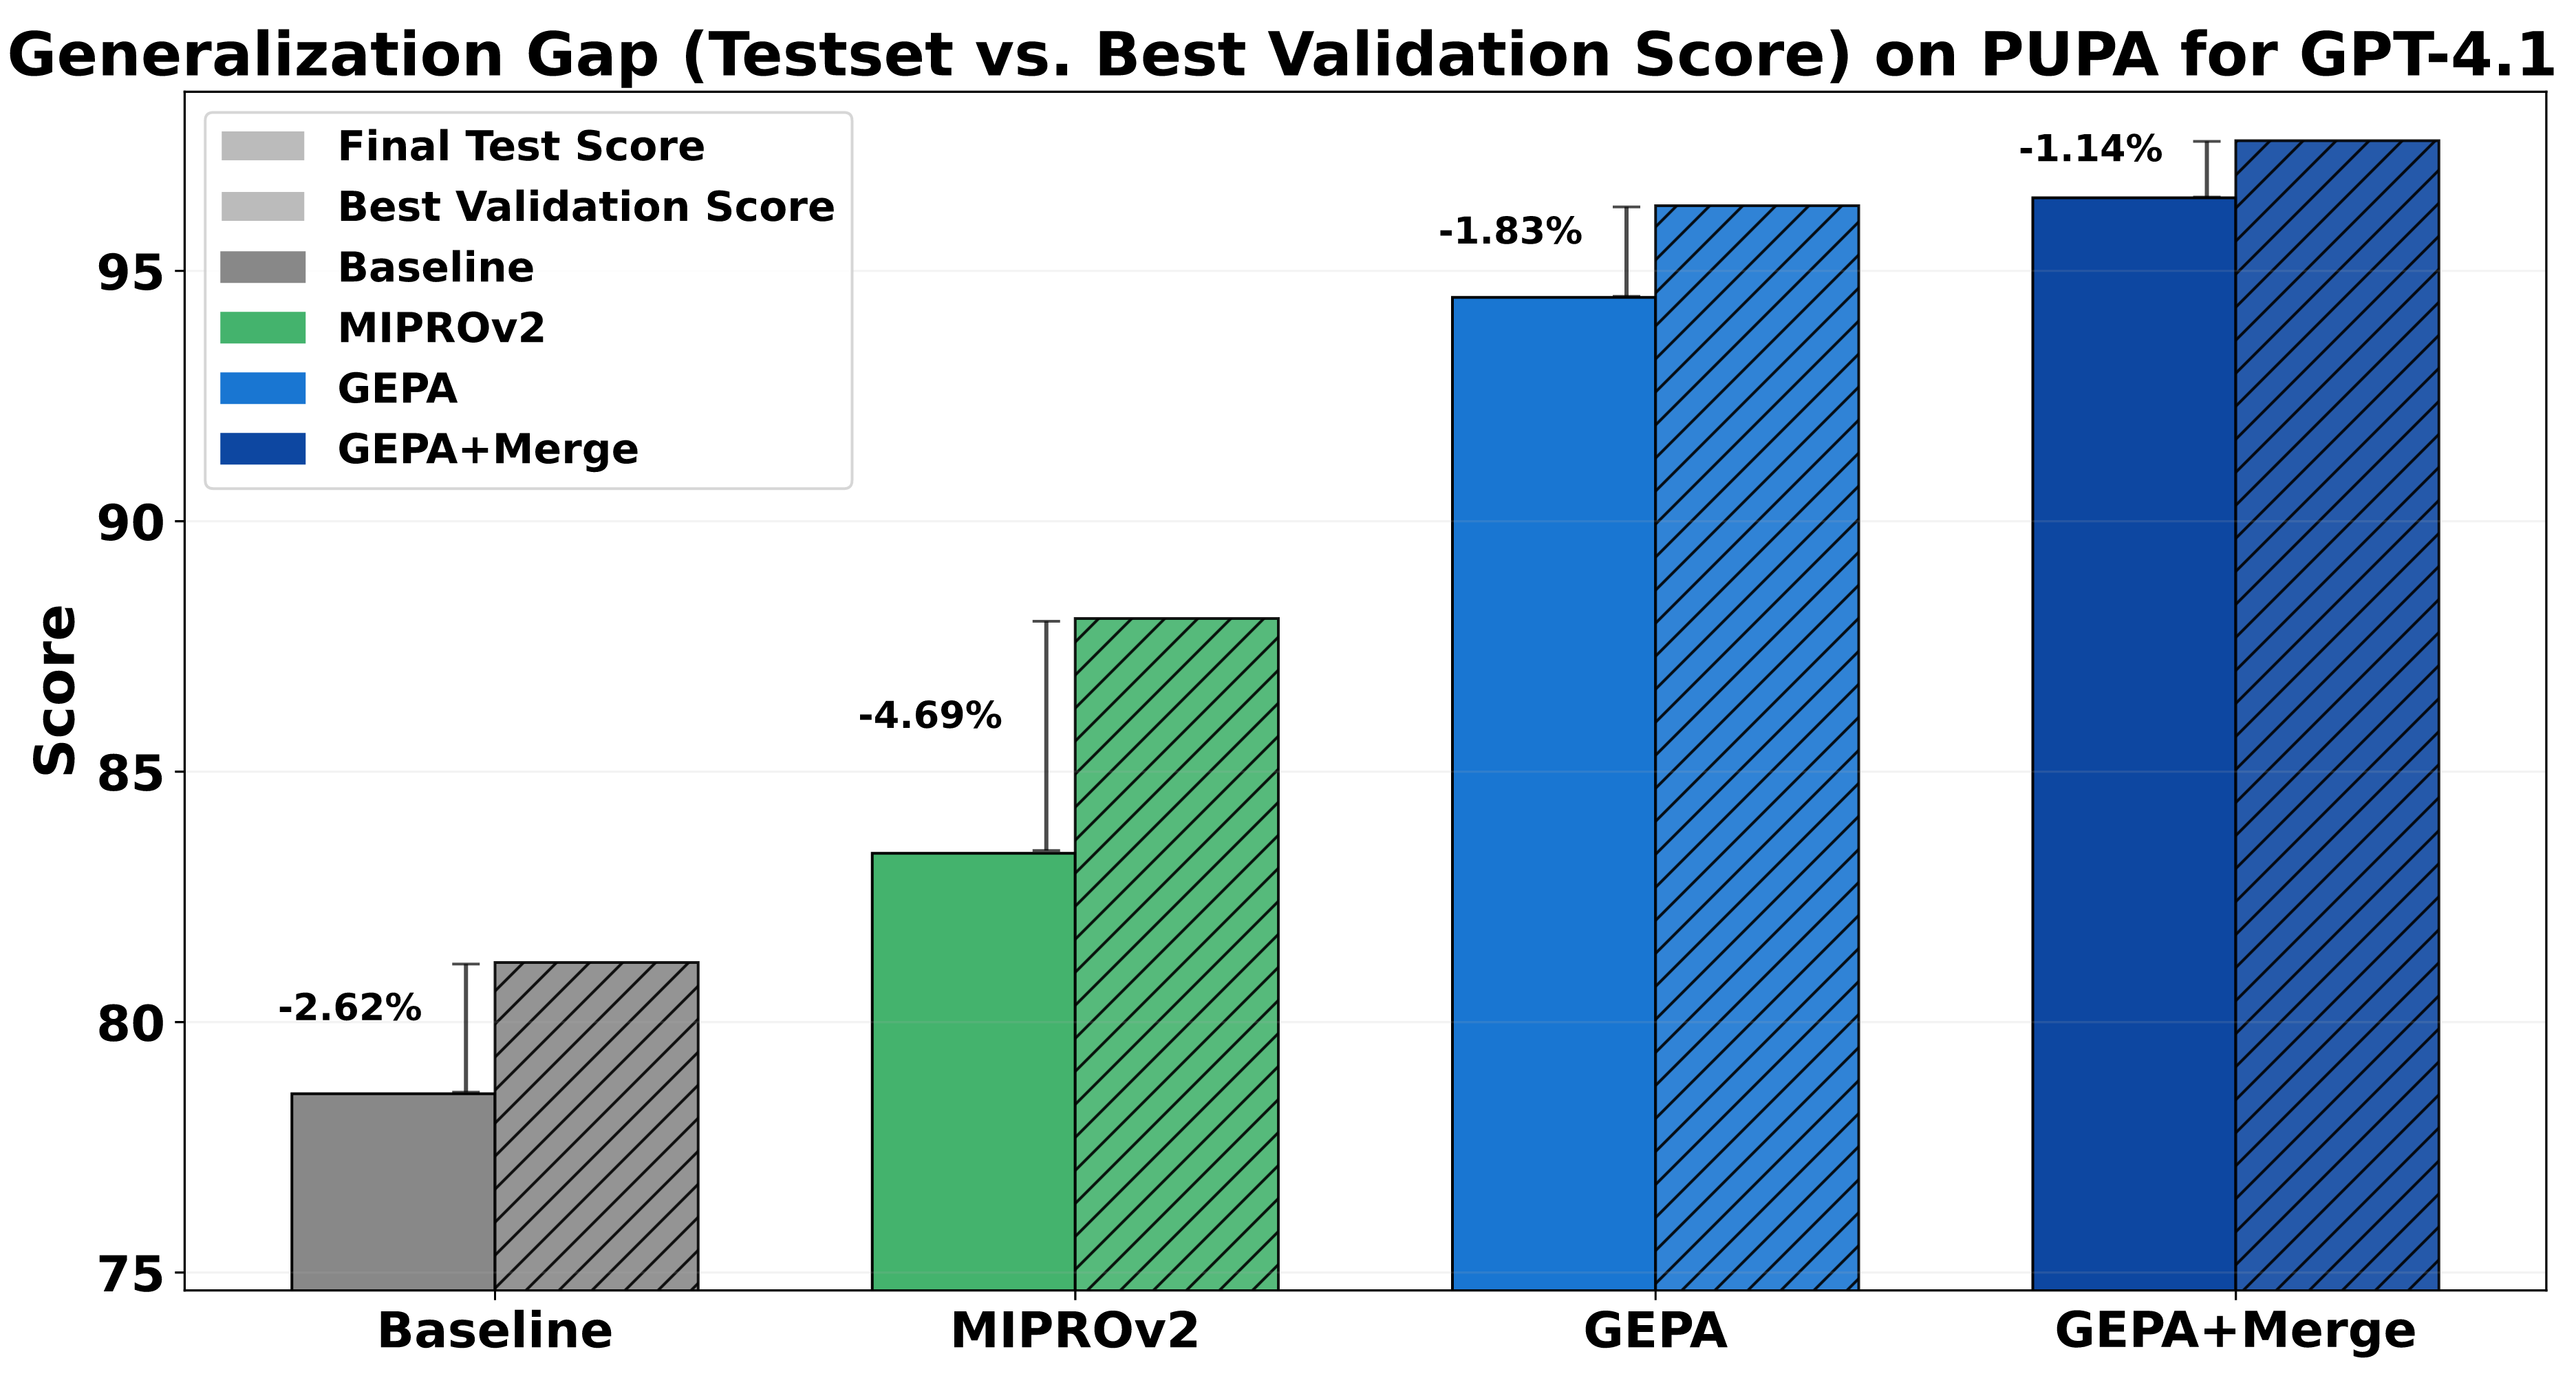 Generalization Gap (Testset vs. Best Validation Score) on PUPA for GPT-4.1
Final Test Score
Best Validation Score
Baseline
MIPROv2
GEPA
GEPA+Merge
-1.14%
-1.83%
-4.69%
-2.62%
95
90
85
80
75
Score
Baseline
MIPROv2
GEPA
GEPA+Merge